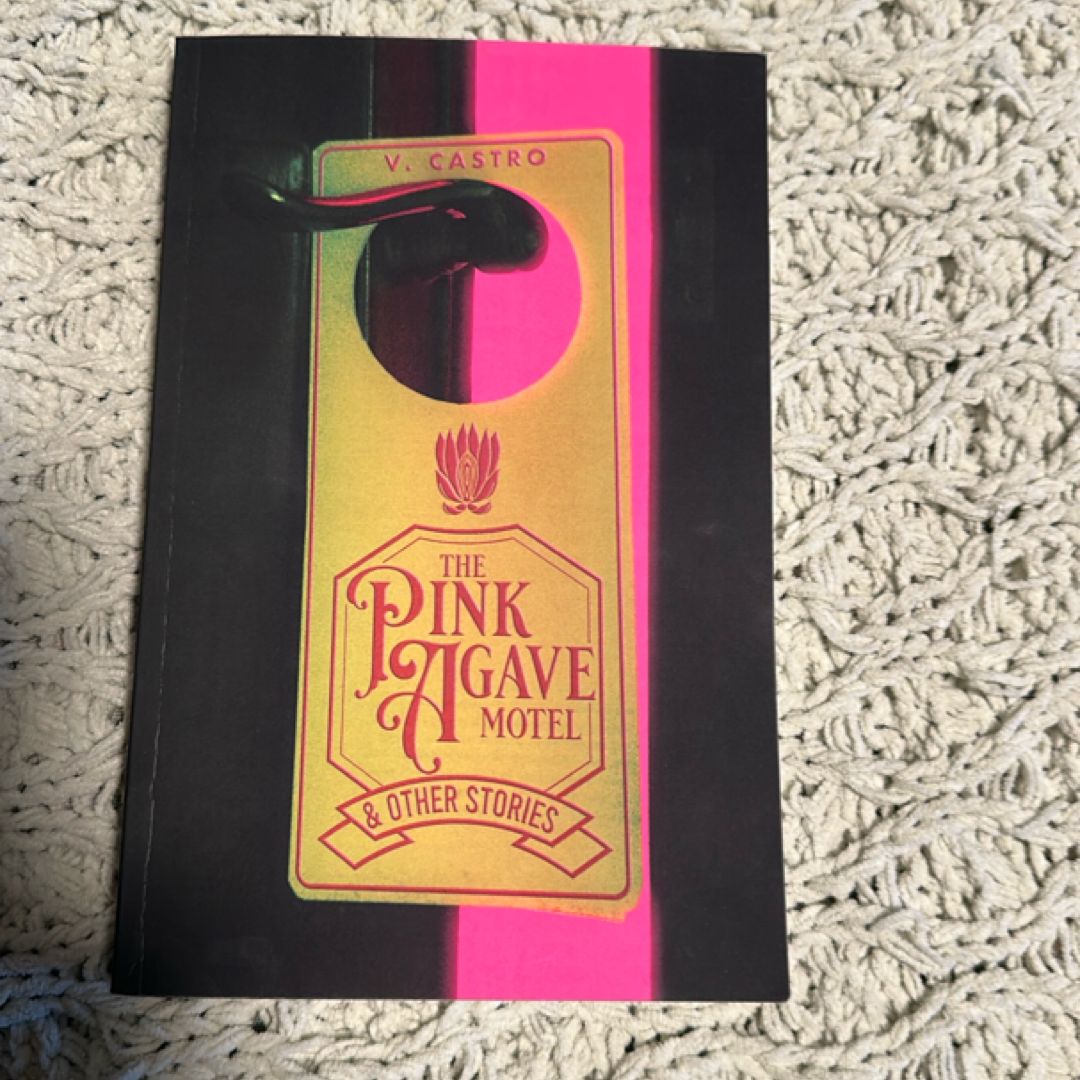 V. CASTRO
THE
PINK
AGAVE
MOTEL
& OTHER STORIES